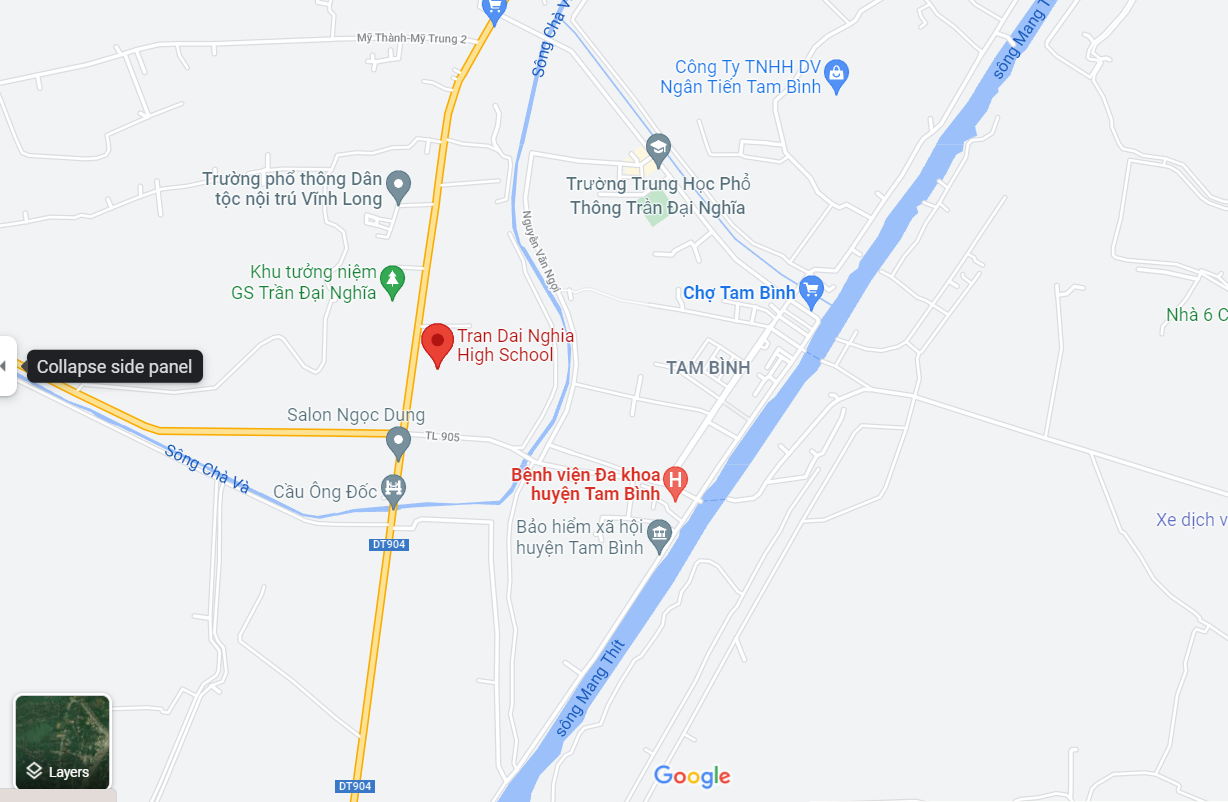 Mỹ Thành-Mỹ Trung 2
Sông Chà V
sông Mang T
Công Ty TNHH DV
Ngân Tiến Tam Bình
Trường phổ thông Dân
tộc nội trú Vĩnh Long
Trường Trung Học Phổ
Thông Trần Đại Nghĩa
Nguyễn Văn Ngọi
Khu tưởng niệm
GS Trần Đại Nghĩa
Chợ Tam Bình
Nhà 6 C
Tran Dai Nghia
High School
Collapse side panel
TAM BÌNH
Salon Ngọc Dung
TL 905
Sông Chà Và
Cầu Ông Đốc
Bệnh viện Đa khoa
huyện Tam Bình
Bảo hiểm xã hội
huyện Tam Bình
Xe dịch v
DT904
sông Mang Thít
Layers
Google
DT904